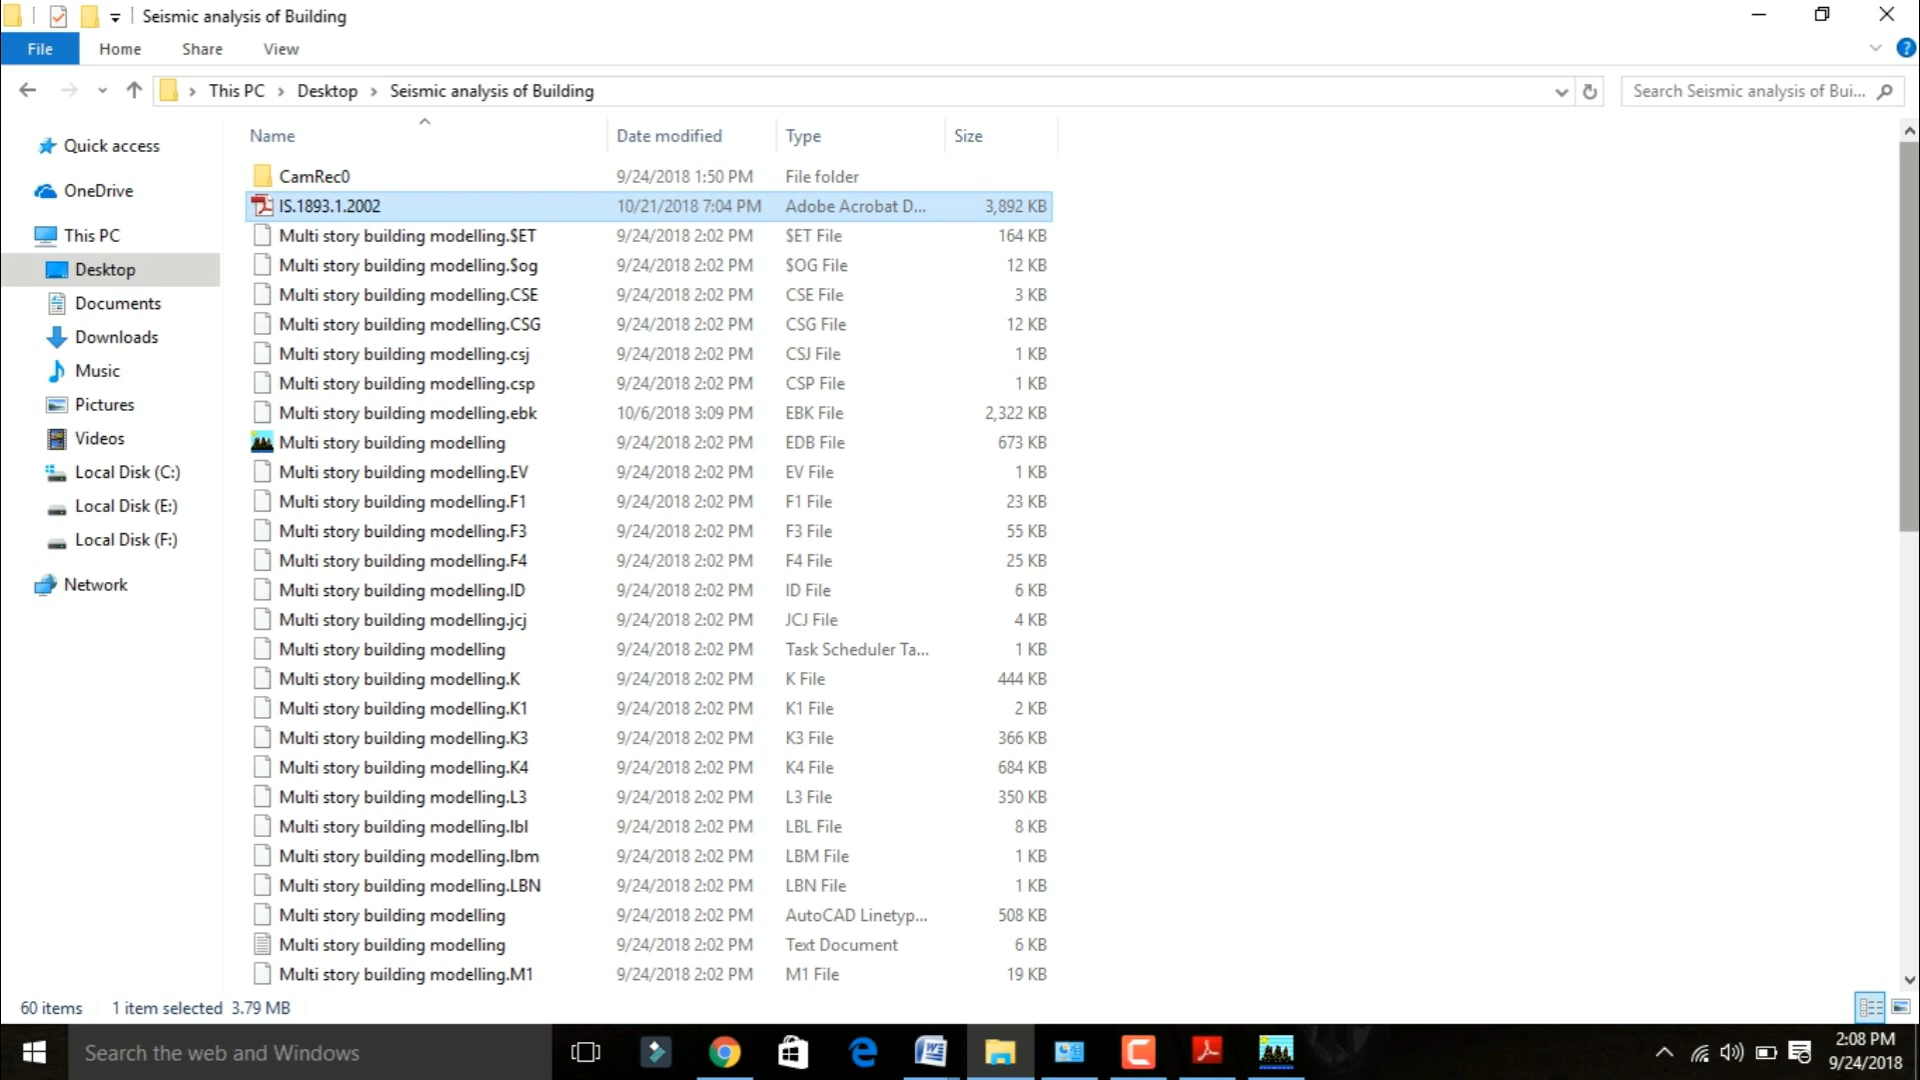 Seismic analysis of Building
File Home Share View
This PC Desktop Seismic analysis of Building Search Seismic analysis of Bui...
Name Date modified Type Size
Quick access
OneDrive
This PC
Desktop
Documents
Downloads
Music
Pictures
Videos
Local Disk (C:)
Local Disk (E:)
Local Disk (F:)
Network
CamRec0 9/24/2018 1:50 PM File folder
IS.1893.1.2002 10/21/2018 7:04 PM Adobe Acrobat D... 3,892 KB
Multi story building modelling.$ET 9/24/2018 2:02 PM $ET File 164 KB
Multi story building modelling.$og 9/24/2018 2:02 PM $OG File 12 KB
Multi story building modelling.CSE 9/24/2018 2:02 PM CSE File 3 KB
Multi story building modelling.CSG 9/24/2018 2:02 PM CSG File 12 KB
Multi story building modelling.csj 9/24/2018 2:02 PM CSJ File 1 KB
Multi story building modelling.csp 9/24/2018 2:02 PM CSP File 1 KB
Multi story building modelling.ebk 10/6/2018 3:09 PM EBK File 2,322 KB
Multi story building modelling 9/24/2018 2:02 PM EDB File 673 KB
Multi story building modelling.EV 9/24/2018 2:02 PM EV File 1 KB
Multi story building modelling.F1 9/24/2018 2:02 PM F1 File 23 KB
Multi story building modelling.F3 9/24/2018 2:02 PM F3 File 55 KB
Multi story building modelling.F4 9/24/2018 2:02 PM F4 File 25 KB
Multi story building modelling.ID 9/24/2018 2:02 PM ID File 6 KB
Multi story building modelling.jcj 9/24/2018 2:02 PM JCJ File 4 KB
Multi story building modelling 9/24/2018 2:02 PM Task Scheduler Ta... 1 KB
Multi story building modelling.K 9/24/2018 2:02 PM K File 444 KB
Multi story building modelling.K1 9/24/2018 2:02 PM K1 File 2 KB
Multi story building modelling.K3 9/24/2018 2:02 PM K3 File 366 KB
Multi story building modelling.K4 9/24/2018 2:02 PM K4 File 684 KB
Multi story building modelling.L3 9/24/2018 2:02 PM L3 File 350 KB
Multi story building modelling.lbl 9/24/2018 2:02 PM LBL File 8 KB
Multi story building modelling.lbm 9/24/2018 2:02 PM LBM File 1 KB
Multi story building modelling.LBN 9/24/2018 2:02 PM LBN File 1 KB
Multi story building modelling 9/24/2018 2:02 PM AutoCAD Linetyp... 508 KB
Multi story building modelling 9/24/2018 2:02 PM Text Document 6 KB
Multi story building modelling.M1 9/24/2018 2:02 PM M1 File 19 KB
60 items 1 item selected 3.79 MB
Search the web and Windows
2:08 PM
9/24/2018